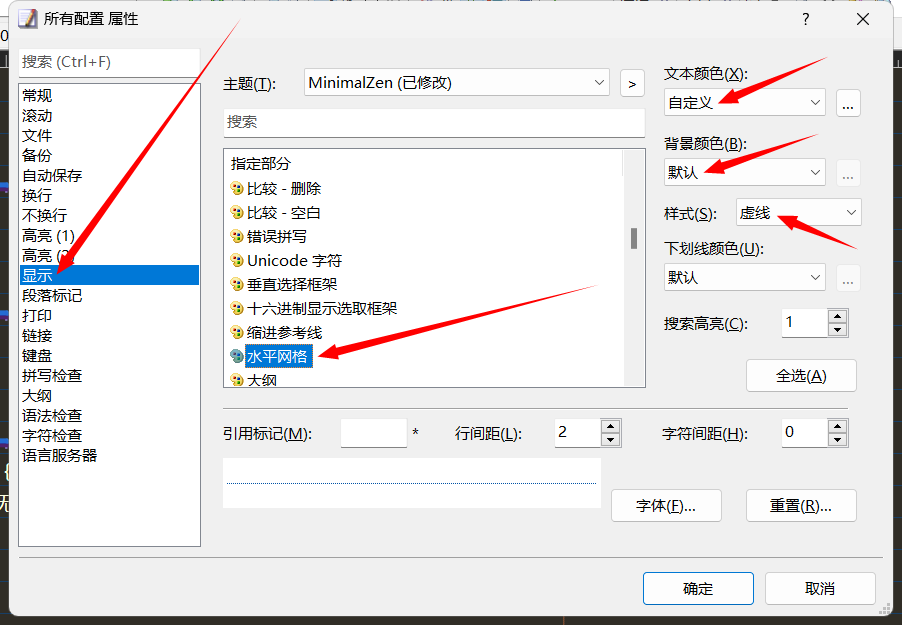 所有配置 属性
?
搜索 (Ctrl+F)
常规
滚动
文件
备份
自动保存
换行
不换行
高亮 (1)
高亮 (2)
显示
段落标记
打印
链接
键盘
拼写检查
大纲
语法检查
字符检查
语言服务器
主题(T):
MinimalZen (已修改)
>
搜索
指定部分
比较 - 删除
比较 - 空白
错误拼写
Unicode 字符
垂直选择框架
十六进制显示选取框架
缩进参考线
水平网格
大纲
文本颜色(X):
自定义
...
背景颜色(B):
默认
...
样式(S):
虚线
下划线颜色(U):
默认
...
搜索高亮(C):
1
全选(A)
引用标记(M):
*
行间距(L):
2
字符间距(H):
0
字体(F)...
重置(R)...
确定
取消